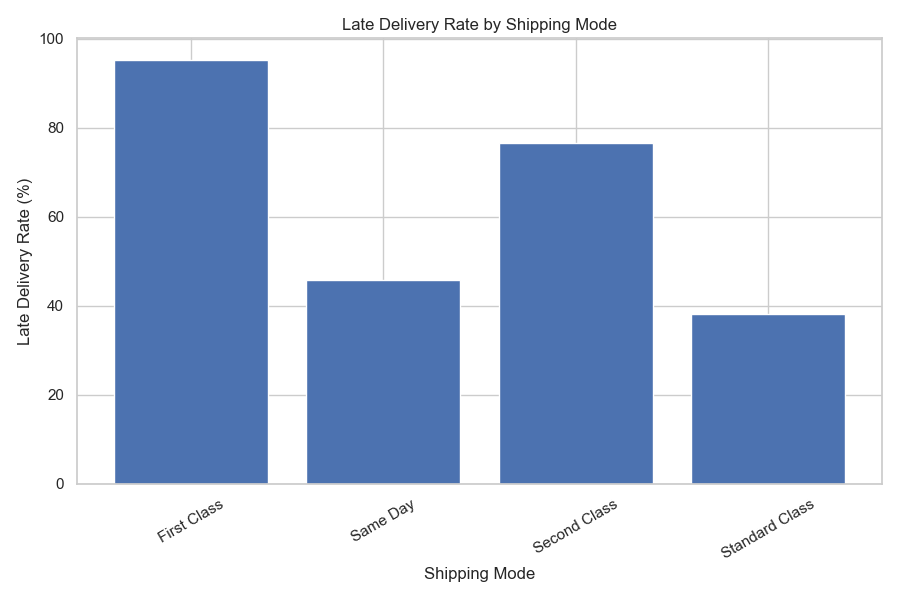 Late Delivery Rate by Shipping Mode
Late Delivery Rate (%)
100
80
60
40
20
0
First Class
Same Day
Second Class
Standard Class
Shipping Mode